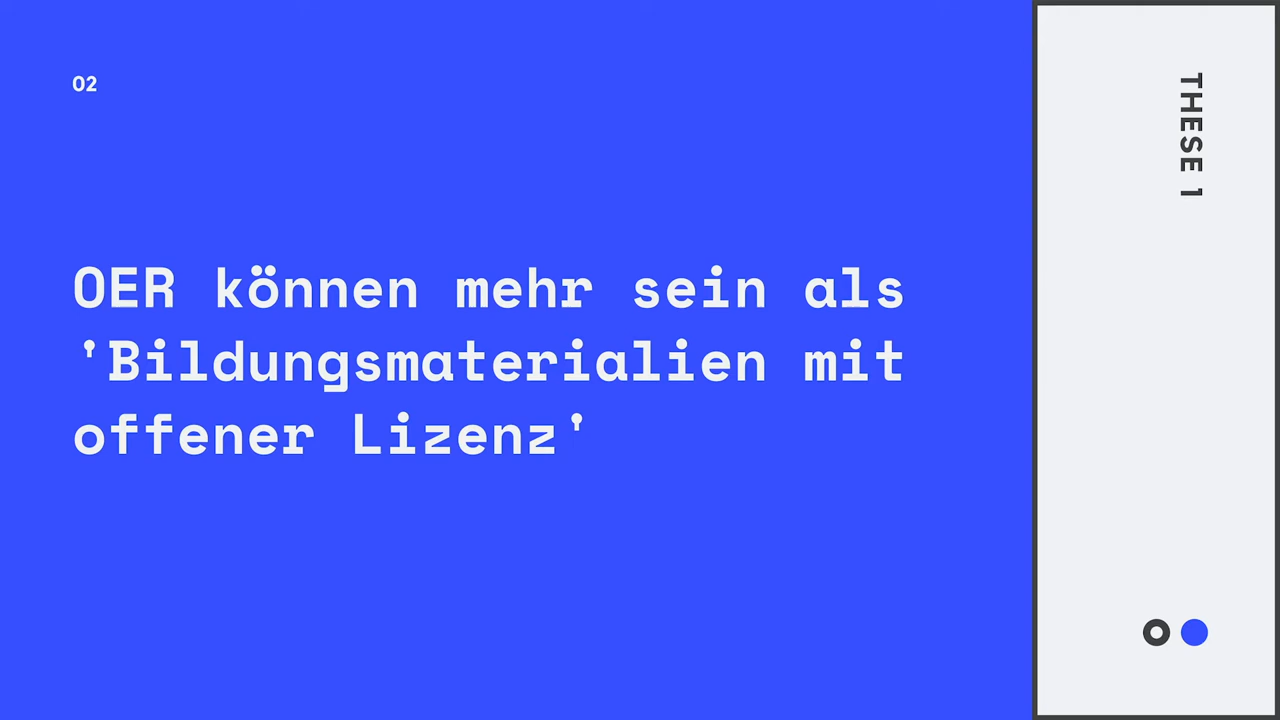 02
OER können mehr sein als
'Bildungsmaterialien mit
offener Lizenz'
THESE 1